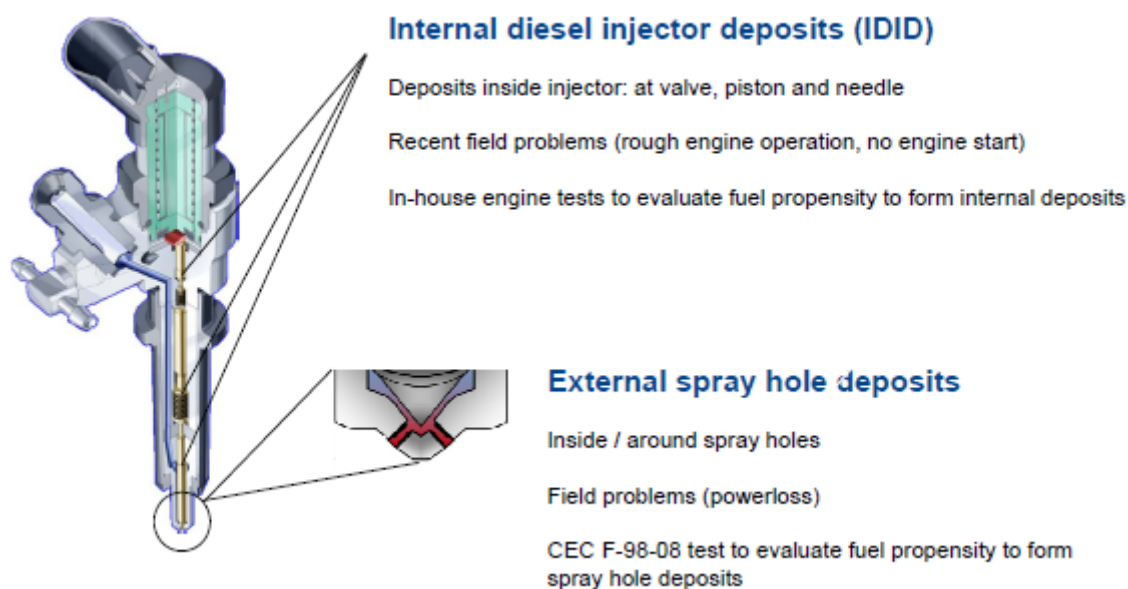 Internal diesel injector deposits (IDID)
Deposits inside injector: at valve, piston and needle
Recent field problems (rough engine operation, no engine start)
In-house engine tests to evaluate fuel propensity to form internal deposits
External spray hole deposits
Inside / around spray holes
Field problems (powerloss)
CEC F-98-08 test to evaluate fuel propensity to form
spray hole deposits